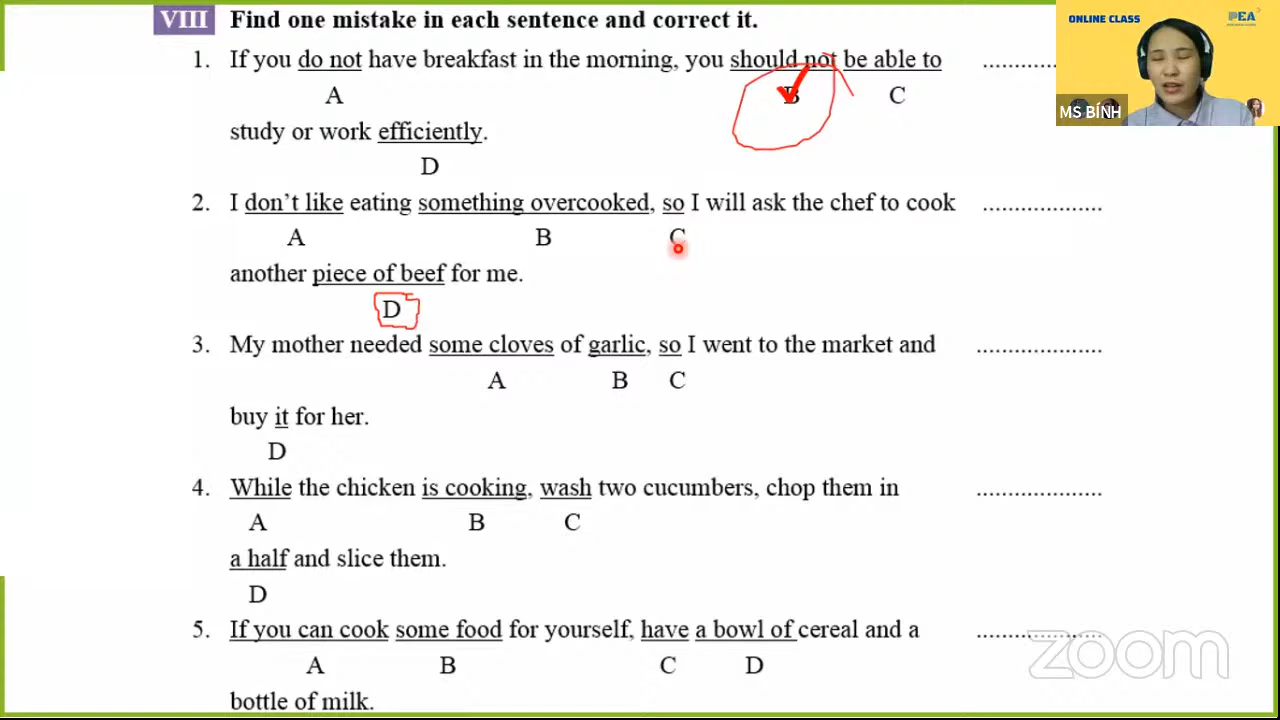 VIII Find one mistake in each sentence and correct it.
1. If you do not have breakfast in the morning, you should not be able to ............
A B C
study or work efficiently.
D
2. I don't like eating something overcooked, so I will ask the chef to cook ...................
A B C
another piece of beef for me.
D
3. My mother needed some cloves of garlic, so I went to the market and ....................
A B C
buy it for her.
D
4. While the chicken is cooking, wash two cucumbers, chop them in ....................
A B C
a half and slice them.
D
5. If you can cook some food for yourself, have a bowl of cereal and a ....................
A B C D
bottle of milk.
ONLINE CLASS
PEA
MS BÍNH
zoom